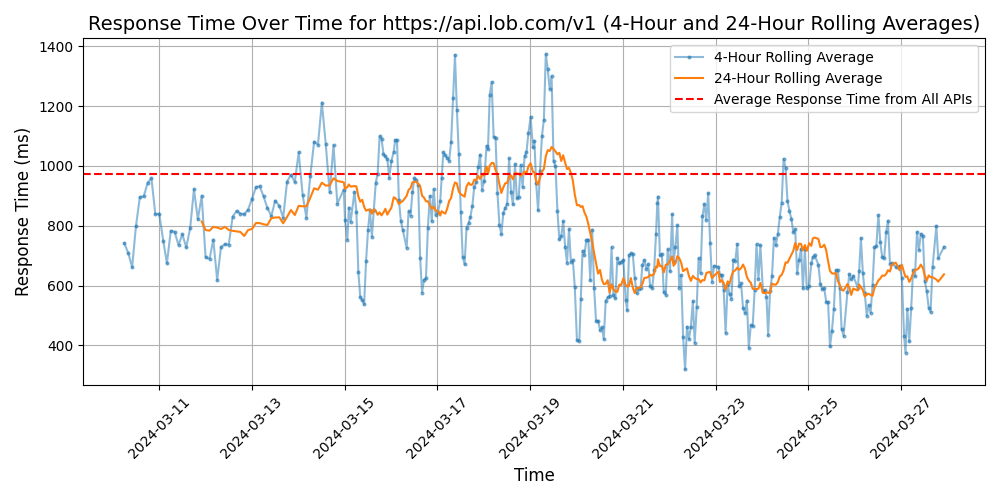 Response Time Over Time for https://api.lob.com/v1 (4-Hour and 24-Hour Rolling Averages)
4-Hour Rolling Average
24-Hour Rolling Average
Average Response Time from All APIs
Response Time (ms)
1400
1200
1000
800
600
400
2024-03-11
2024-03-13
2024-03-15
2024-03-17
2024-03-19
2024-03-21
2024-03-23
2024-03-25
2024-03-27
Time